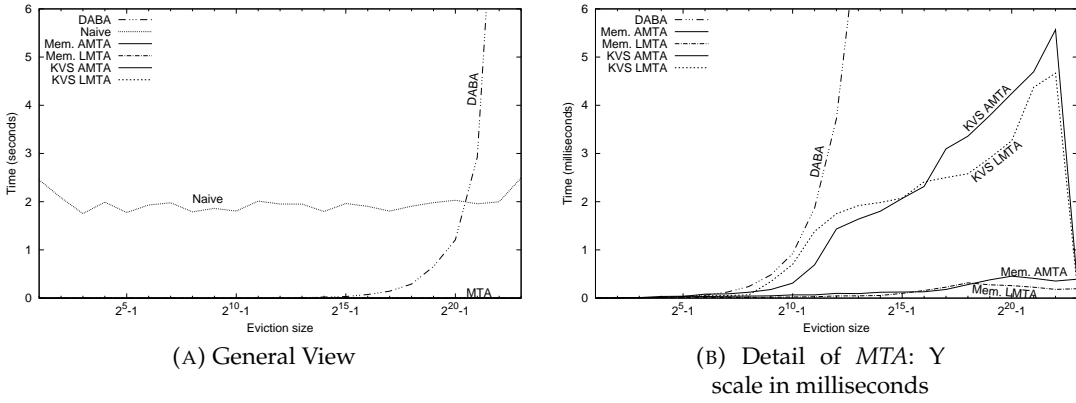 6
5
4
3
2
1
0
Time (seconds)
DABA
Naive
Mem. AMTA
Mem. LMTA
KVS AMTA
KVS LMTA
DABA
Naive
MTA
2^5-1
2^10-1
2^15-1
2^20-1
Eviction size
(A) General View
6
5
4
3
2
1
0
Time (milliseconds)
DABA
Mem. AMTA
Mem. LMTA
KVS AMTA
KVS LMTA
DABA
KVS AMTA
KVS LMTA
Mem. AMTA
Mem. LMTA
2^5-1
2^10-1
2^15-1
2^20-1
Eviction size
(B) Detail of MTA: Y
scale in milliseconds